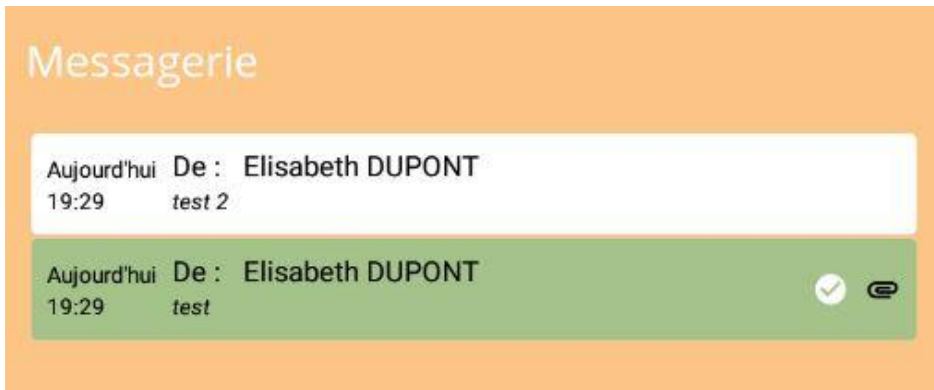 Messagerie
Aujourd'hui De : Elisabeth DUPONT
19:29 test 2
Aujourd'hui De : Elisabeth DUPONT
19:29 test